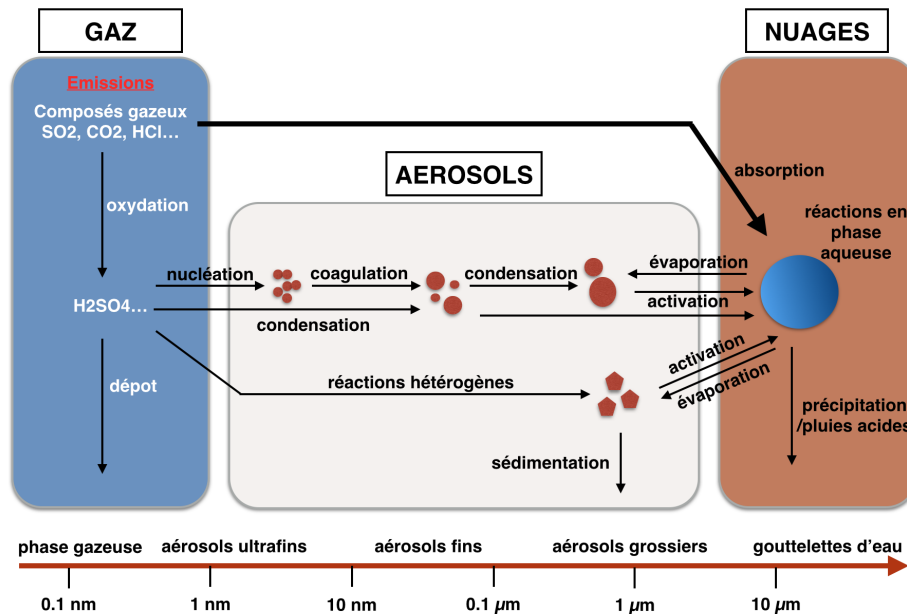 GAZ
NUAGES
Emissions
Composés gazeux
SO2, CO2, HCl...
absorption
AEROSOLS
oxydation
réactions en
phase
aqueuse
nucléation
coagulation
condensation
évaporation
H2SO4...
condensation
activation
dépot
réactions hétérogènes
activation
évaporation
précipitation
/pluies acides
sédimentation
phase gazeuse
aérosols ultrafins
aérosols fins
aérosols grossiers
gouttelettes d'eau
0.1 nm
1 nm
10 nm
0.1 µm
1 µm
10 µm